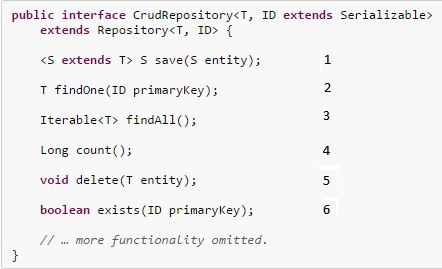 public interface CrudRepository<T, ID extends Serializable>
extends Repository<T, ID> {
<S extends T> S save(S entity); 1
T findOne(ID primaryKey); 2
Iterable<T> findAll(); 3
Long count(); 4
void delete(T entity); 5
boolean exists(ID primaryKey); 6
// … more functionality omitted.
}